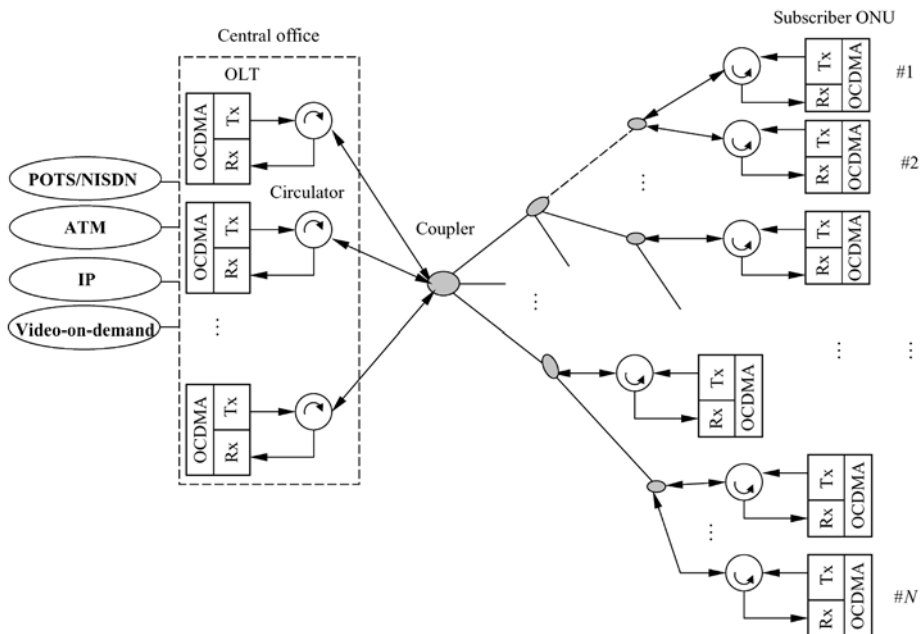 Subscriber ONU
Central office
OLT
OCDMA
Tx
Rx
Circulator
OCDMA
Tx
Rx
⋮
OCDMA
Tx
Rx
POTS/NISDN
ATM
IP
Video-on-demand
Coupler
Tx
Rx
OCDMA
#1
Tx
Rx
OCDMA
#2
⋮
Tx
Rx
OCDMA
⋮
⋮
⋮
Tx
Rx
OCDMA
Tx
Rx
OCDMA
⋮
⋮
Tx
Rx
OCDMA
#N